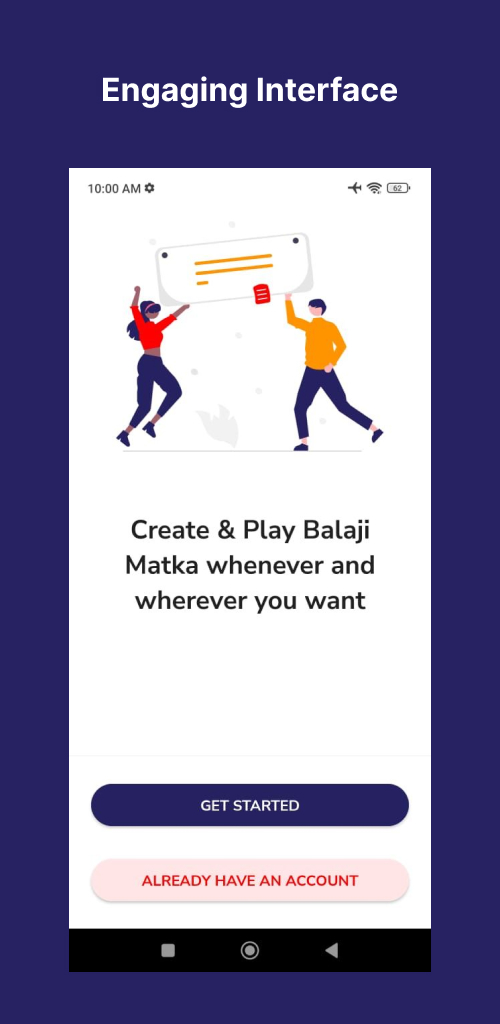 Engaging Interface
10:00 AM
62
Create & Play Balaji
Matka whenever and
wherever you want
GET STARTED
ALREADY HAVE AN ACCOUNT